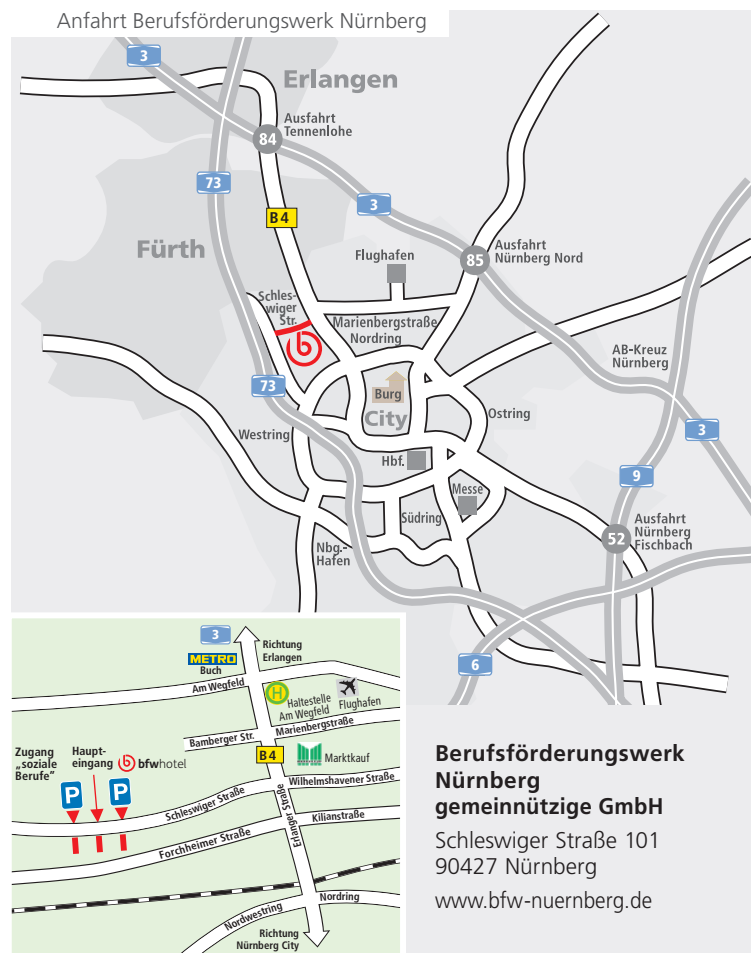 Anfahrt Berufsförderungswerk Nürnberg
3
Erlangen
Ausfahrt
Tennenlohe
84
73
3
B 4
Fürth
Flughafen
85
Ausfahrt
Nürnberg Nord
Schles-
wiger
Str.
Marienbergstraße
Nordring
b
AB-Kreuz
Nürnberg
73
Burg
City
Ostring
Westring
3
Hbf.
9
Messe
Südring
52
Ausfahrt
Nürnberg
Fischbach
Nbg.-
Hafen
6
3
Richtung
Erlangen
METRO
Buch
Am Wegfeld
H
Haltestelle
Am Wegfeld
Flughafen
Bamberger Str.
Marienbergstraße
Zugang
„soziale
Berufe"
Haupt-
eingang
b bfwhotel
B 4
Marktkauf
P
P
Schleswiger Straße
Wilhelmshavener Straße
Erlanger Straße
Forchheimer Straße
Kilianstraße
Nordwestring
Nordring
Richtung
Nürnberg City
Berufsförderungswerk
Nürnberg
gemeinnützige GmbH
Schleswiger Straße 101
90427 Nürnberg
www.bfw-nuernberg.de